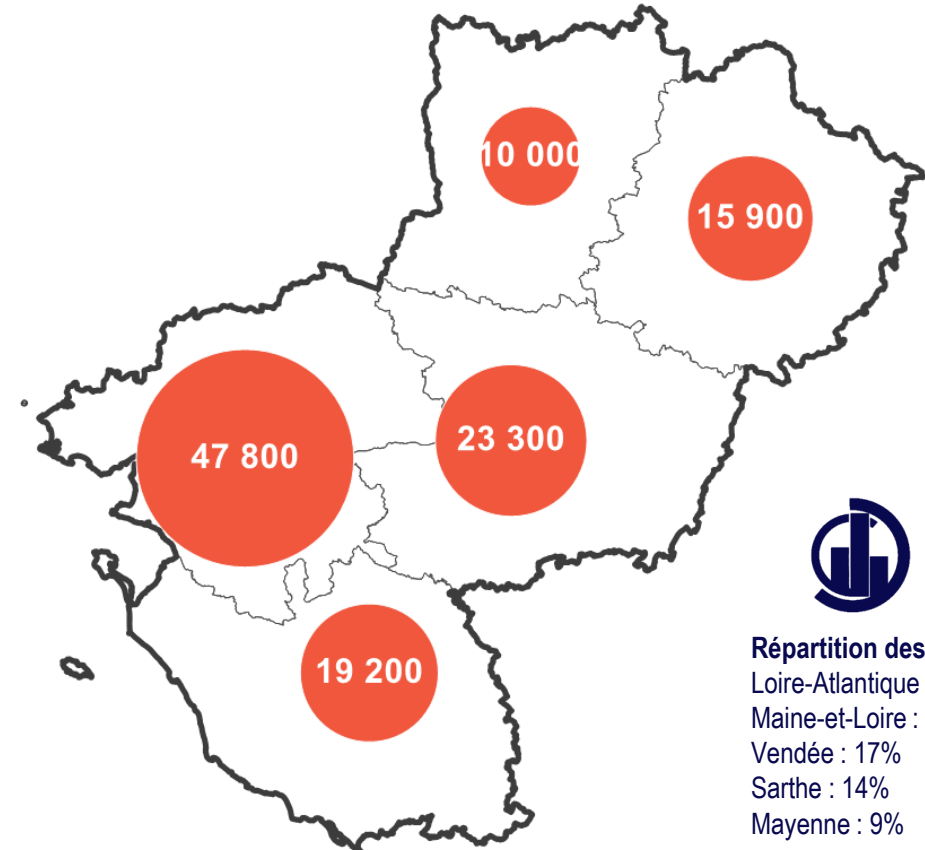 10 000
15 900
47 800
23 300
19 200
Répartition des
Loire-Atlantique
Maine-et-Loire :
Vendée : 17%
Sarthe : 14%
Mayenne : 9%